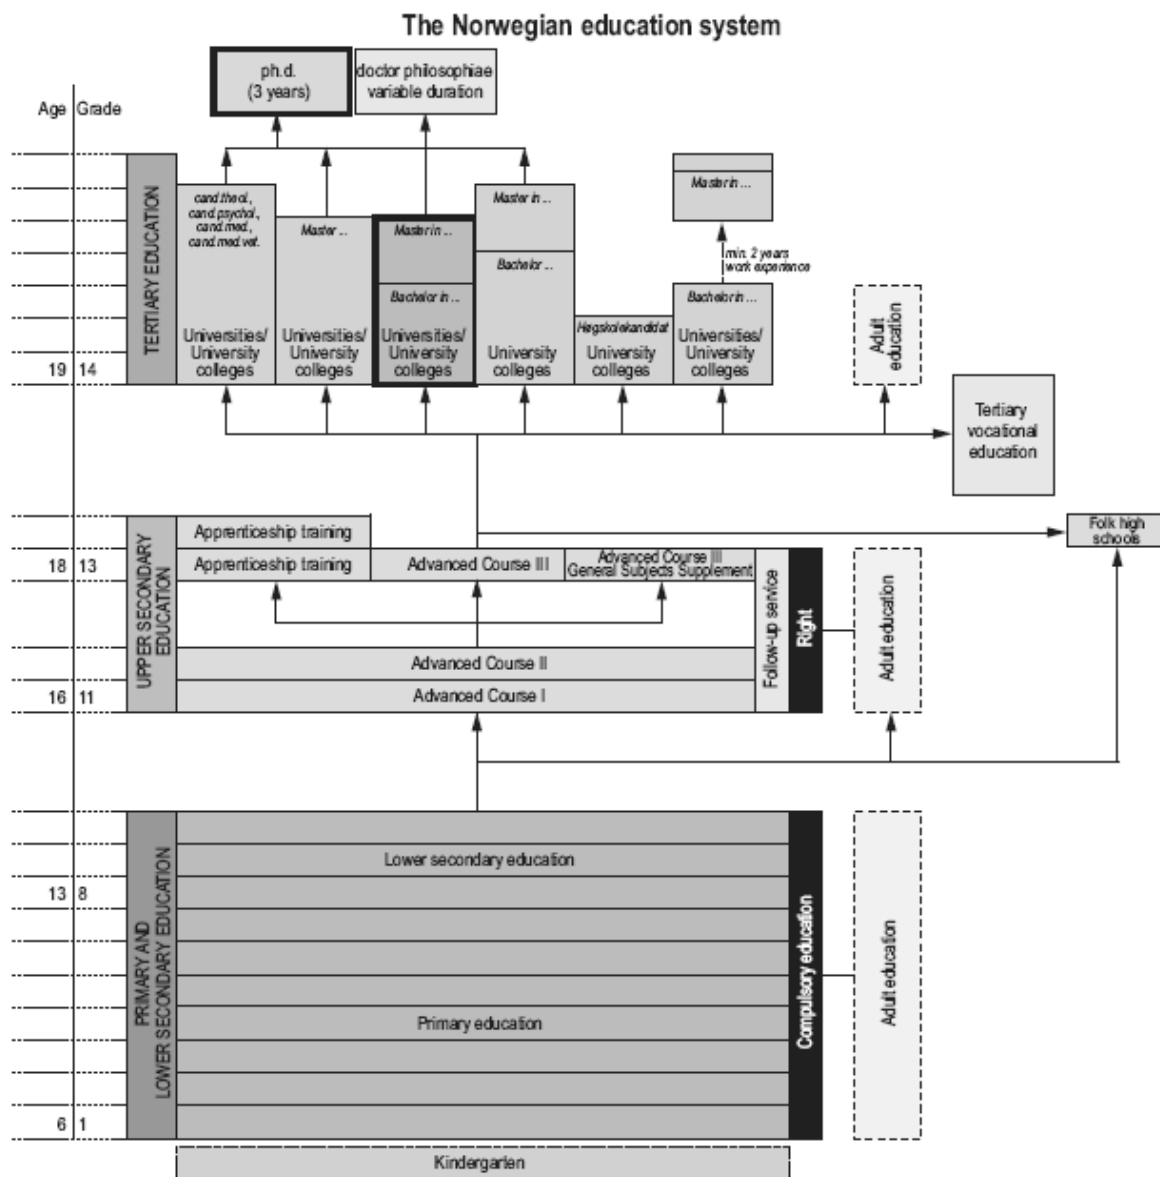 The Norwegian education system
ph.d.
(3 years)
doctor philosophiae
variable duration
Age
Grade
TERTIARY EDUCATION
cand.theol.,
cand.psychol.,
cand.med.,
cand.med.vet.
Universities/
University
colleges
Master ...
Universities/
University
colleges
Master in ...
Bachelor in ...
Universities/
University
colleges
Master in ...
Bachelor ...
University
colleges
Høgskolekandidat
University
colleges
Master in ...
min. 2 years
work experience
Bachelor in ...
Universities/
University
colleges
Adult
education
19
14
Tertiary
vocational
education
UPPER SECONDARY
EDUCATION
Apprenticeship training
Folk high
schools
18
13
Apprenticeship training
Advanced Course III
Advanced Course III
General Subjects Supplement
Follow-up service
Right
Adult education
Advanced Course II
16
11
Advanced Course I
PRIMARY AND
LOWER SECONDARY EDUCATION
Lower secondary education
13
8
Compulsory education
Adult education
Primary education
6
1
Kindergarten